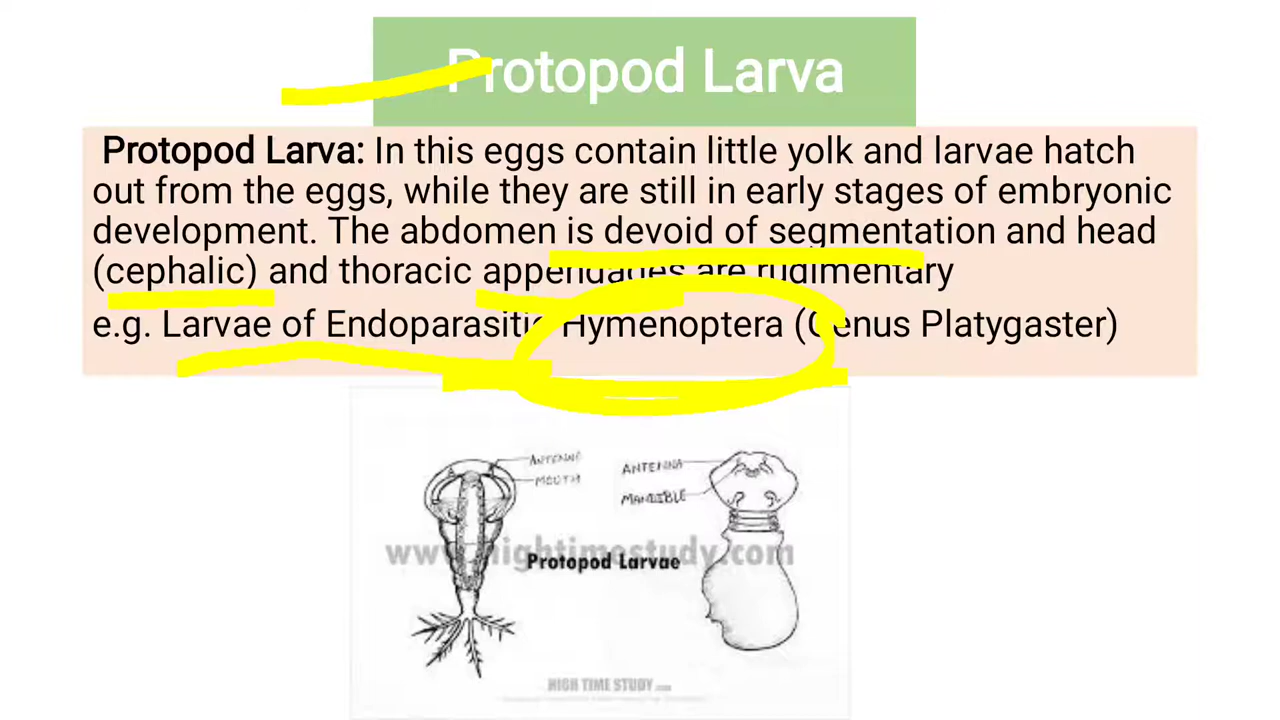 Protopod Larva
Protopod Larva: In this eggs contain little yolk and larvae hatch
out from the eggs, while they are still in early stages of embryonic
development. The abdomen is devoid of segmentation and head
(cephalic) and thoracic appendages are rudimentary
e.g. Larvae of Endoparasitic Hymenoptera (Genus Platygaster)
ANTENNA
MOUTH
ANTENNA
MANDIBLE
www.hightimestudy.com
Protopod Larvae
HIGH TIME STUDY.com